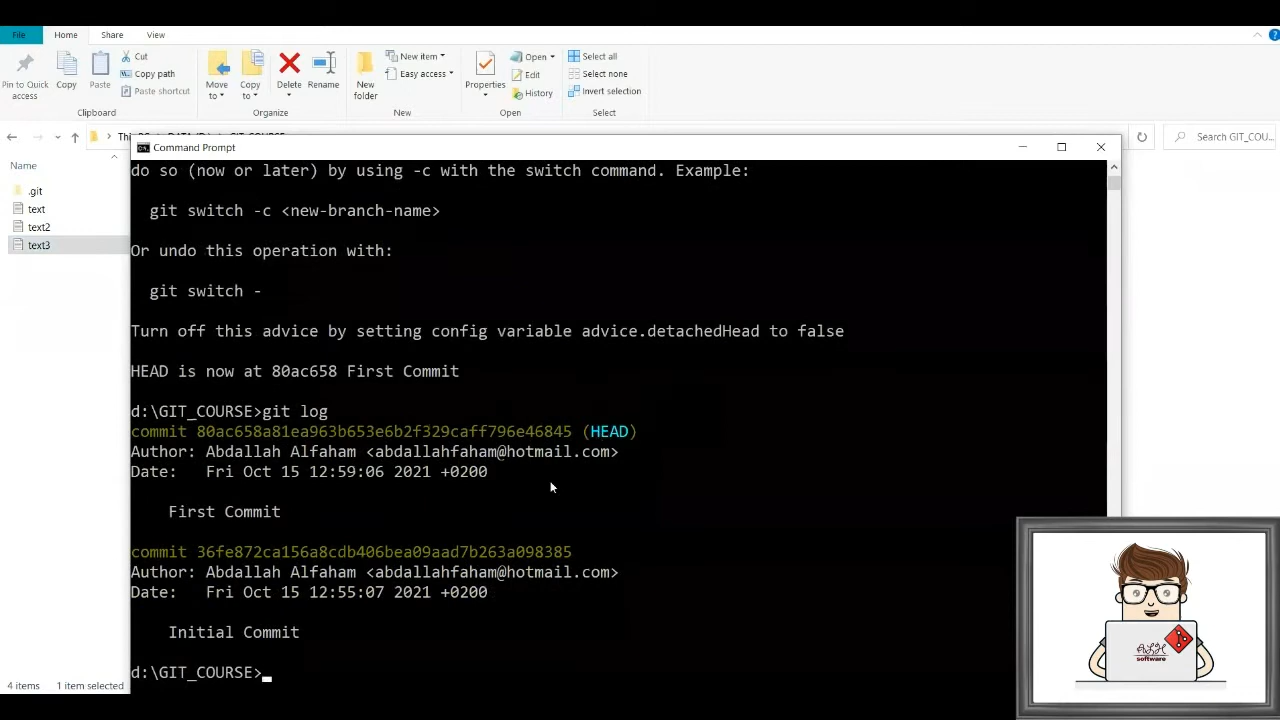 File Home Share View
Pin to Quick access
Copy
Paste
Cut
Copy path
Paste shortcut
Clipboard
Move to
Copy to
Delete
Rename
Organize
New folder
New item
Easy access
New
Properties
Open
Edit
History
Open
Select all
Select none
Invert selection
Select
Search GIT_COU...
Name
.git
text
text2
text3
4 items 1 item selected
Command Prompt
do so (now or later) by using -c with the switch command. Example:
git switch -c <new-branch-name>
Or undo this operation with:
git switch -
Turn off this advice by setting config variable advice.detachedHead to false
HEAD is now at 80ac658 First Commit
d:\GIT_COURSE>git log
commit 80ac658a81ea963b653e6b2f329caff796e46845 (HEAD)
Author: Abdallah Alfaham <abdallahfaham@hotmail.com>
Date:   Fri Oct 15 12:59:06 2021 +0200
First Commit
commit 36fe872ca156a8cdb406bea09aad7b263a098385
Author: Abdallah Alfaham <abdallahfaham@hotmail.com>
Date:   Fri Oct 15 12:55:07 2021 +0200
Initial Commit
d:\GIT_COURSE>
software